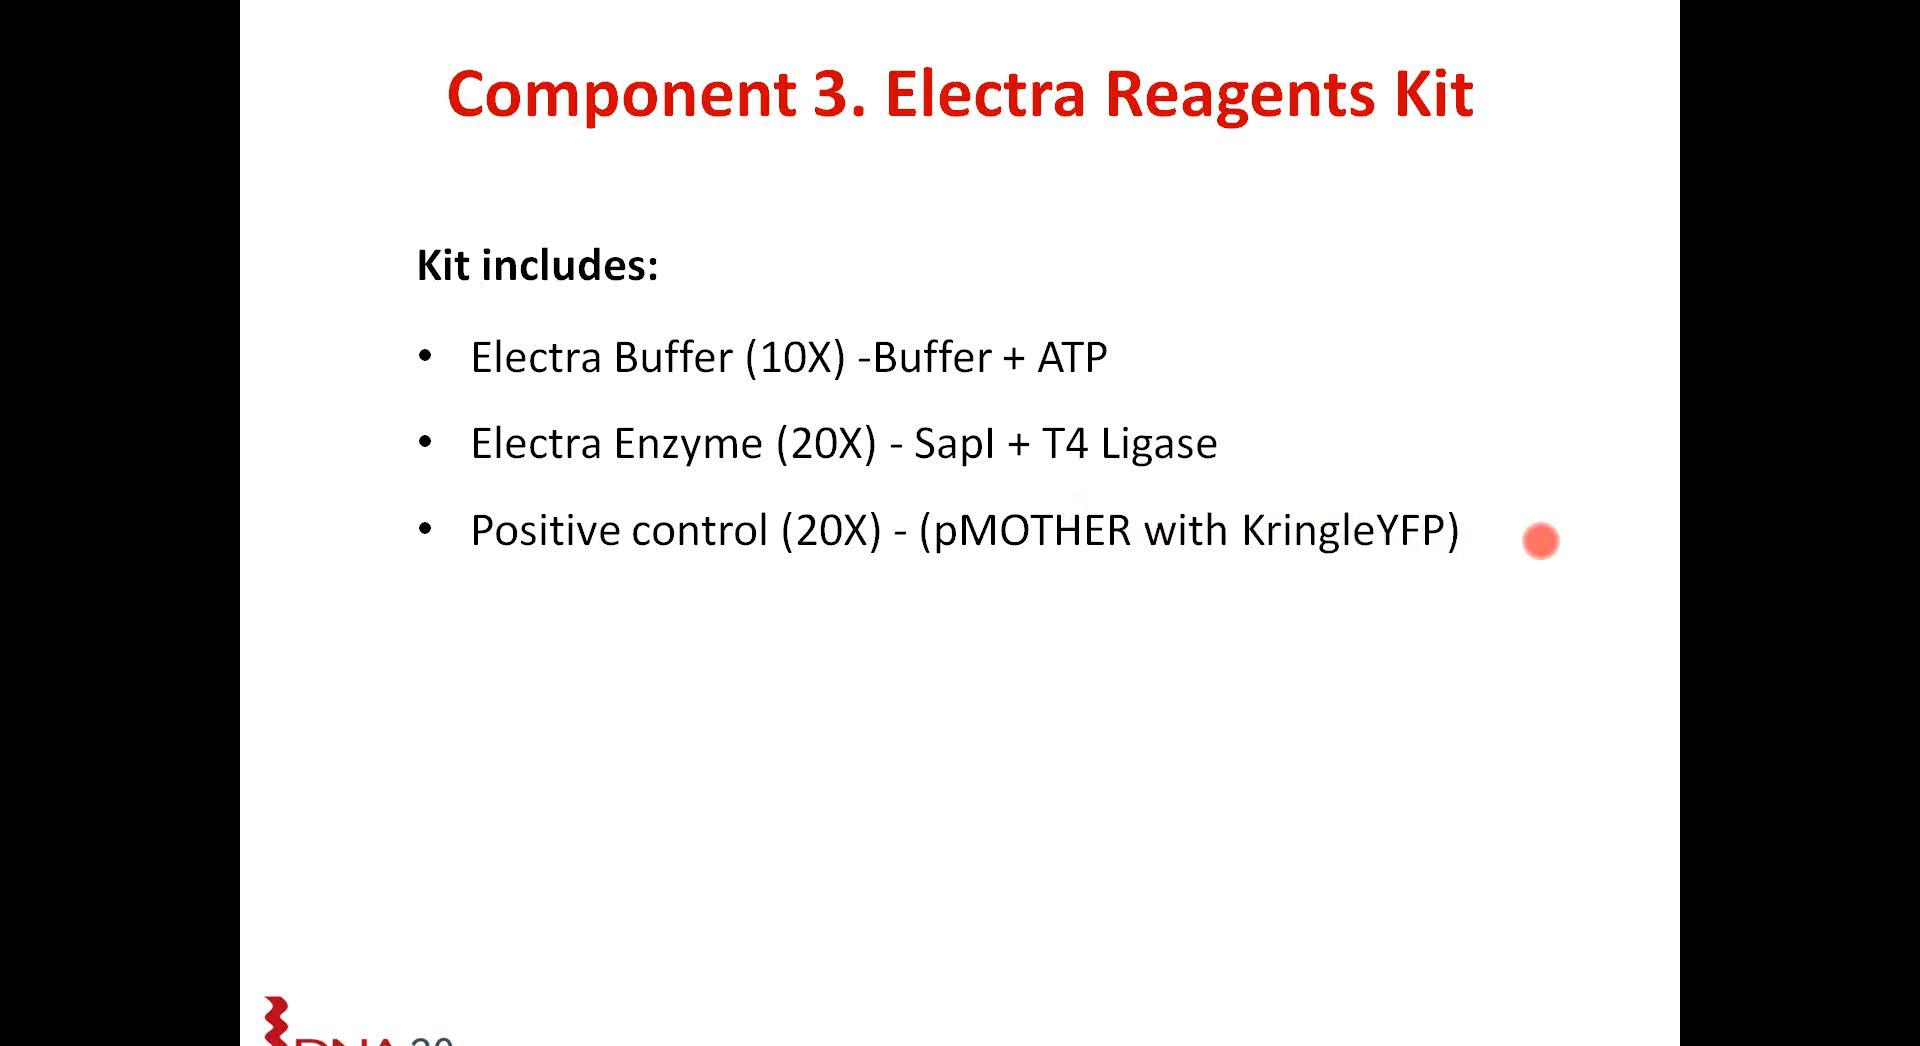 Component 3. Electra Reagents Kit
Kit includes:
• Electra Buffer (10X) -Buffer + ATP
• Electra Enzyme (20X) - SapI + T4 Ligase
• Positive control (20X) - (pMOTHER with KringleYFP)